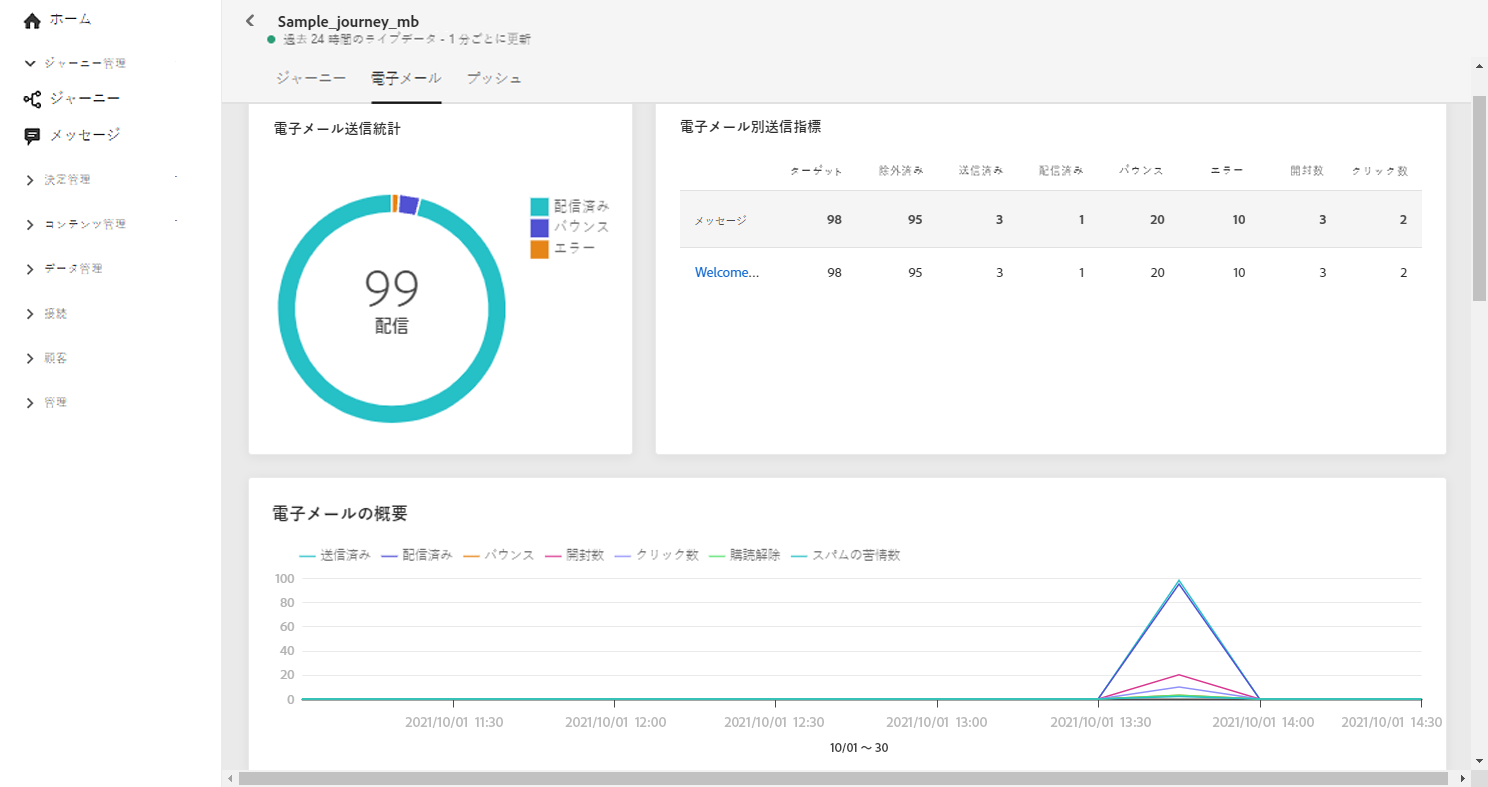 ホーム
ジャーニー管理
ジャーニー
メッセージ
決定管理
コンテンツ管理
データ管理
接続
顧客
管理
Sample_journey_mb
過去 24 時間のライブデータ - 1 分ごとに更新
ジャーニー 電子メール プッシュ
電子メール送信統計
配信済み
バウンス
エラー
99
配信
電子メール別送信指標
ターゲット 除外済み 送信済み 配信済み バウンス エラー 開封数 クリック数
メッセージ 98 95 3 1 20 10 3 2
Welcome... 98 95 3 1 20 10 3 2
電子メールの概要
送信済み 配信済み バウンス 開封数 クリック数 購読解除 スパムの苦情数
100
80
60
40
20
0
2021/10/01 11:30 2021/10/01 12:00 2021/10/01 12:30 2021/10/01 13:00 2021/10/01 13:30 2021/10/01 14:00 2021/10/01 14:30
10/01 ～ 30